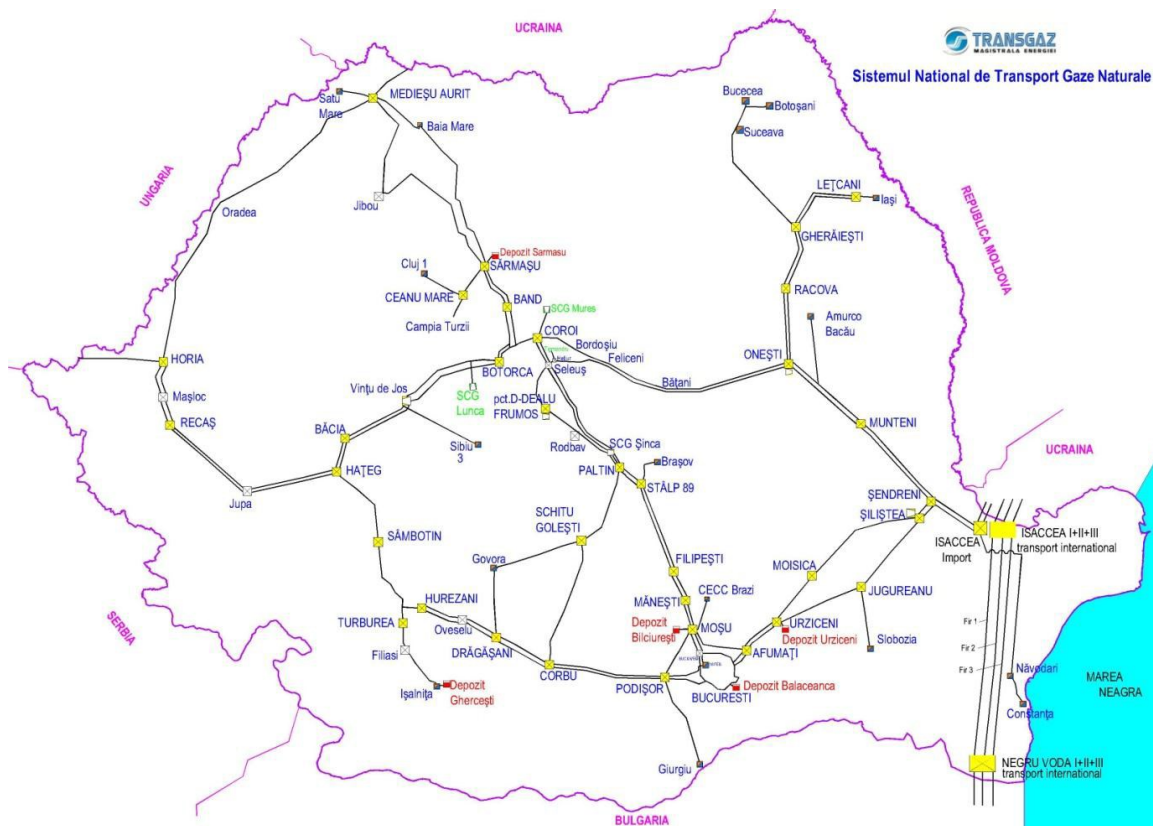 UCRAINA
TRANSGAZ
MAGISTRALA ENERGIEI
Sistemul National de Transport Gaze Naturale
Satu
Mare
MEDIEŞU AURIT
Baia Mare
Bucecea
Botoşani
Suceava
UNGARIA
Oradea
Jibou
LEŢCANI
Iaşi
GHERĂIEŞTI
REPUBLICA MOLDOVA
Depozit Sarmasu
SĂRMAŞU
Cluj 1
CEANU MARE
Campia Turzii
BAND
SCG Mures
COROI
Bordoşiu
Feliceni
Băţani
RACOVA
Amurco
Bacău
ONEŞTI
HORIA
Maşloc
RECAŞ
BOTORCA
Seleuş
Vinţu de Jos
SCG
Lunca
pct.D-DEALU
FRUMOS
BĂCIA
Sibiu
3
Rodbav
SCG Şinca
MUNTENI
UCRAINA
HAŢEG
PALTIN
Braşov
STÂLP 89
Jupa
ŞENDRENI
ŞILIŞTEA
SCHITU
GOLEŞTI
ISACCEA
Import
ISACCEA I+II+III
transport international
SÂMBOTIN
Govora
FILIPEŞTI
MOISICA
CECC Brazi
JUGUREANU
SERBIA
HUREZANI
MĂNEŞTI
TURBUREA
Oveselu
Depozit
Bilciureşti
MOŞU
URZICENI
Depozit Urziceni
Slobozia
Fir 1
Fir 2
Fir 3
Filiasi
DRĂGĂŞANI
AFUMAŢI
CORBU
PODIŞOR
BUCURESTI
Depozit Balaceanca
Işalniţa
Depozit
Gherceşti
Năvodari
MAREA
NEAGRA
Constanţa
Giurgiu
NEGRU VODA I+II+III
transport international
BULGARIA